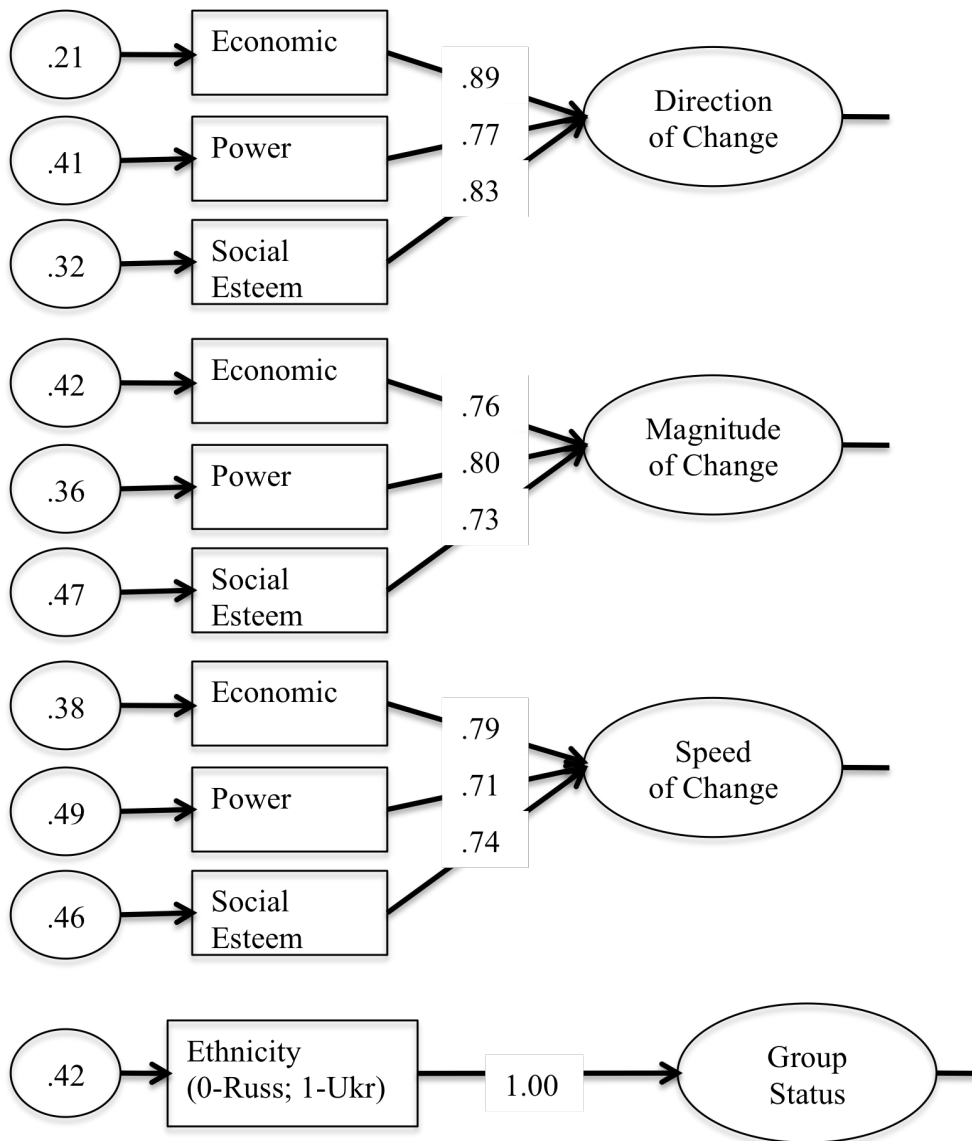 .21
Economic
.89
Direction
of Change
.41
Power
.77
.83
.32
Social
Esteem
.42
Economic
.76
Magnitude
of Change
.36
Power
.80
.73
.47
Social
Esteem
.38
Economic
.79
Speed
of Change
.49
Power
.71
.74
.46
Social
Esteem
.42
Ethnicity
(0-Russ; 1-Ukr)
1.00
Group
Status